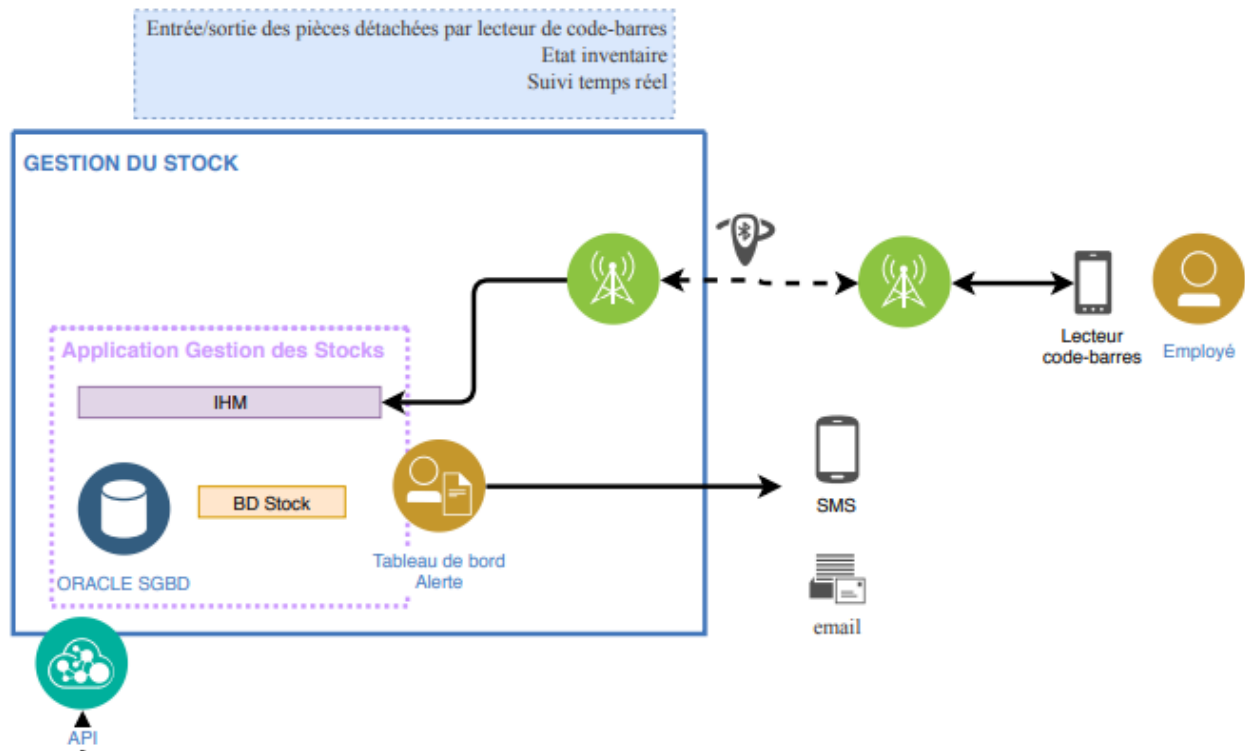 Entrée/sortie des pièces détachées par lecteur de code-barres
Etat inventaire
Suivi temps réel
GESTION DU STOCK
Application Gestion des Stocks
IHM
BD Stock
ORACLE SGBD
Tableau de bord
Alerte
Lecteur
code-barres
Employé
SMS
email
API